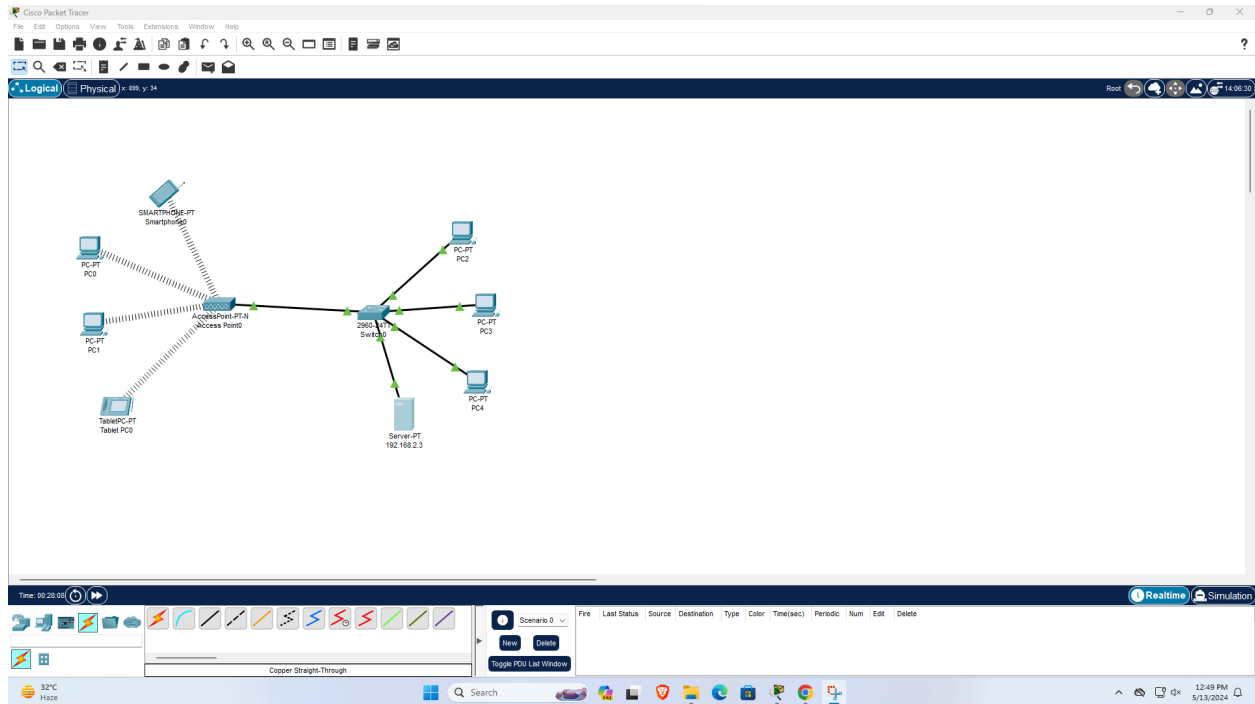 Cisco Packet Tracer
File Edit Options View Tools Extensions Window Help
?
Logical Physical x: 899, y: 34
Root 14:06:30
SMARTPHONE-PT
Smartphone0
PC-PT
PC0
PC-PT
PC1
TabletPC-PT
Tablet PC0
AccessPoint-PT-N
Access Point0
2960-24TT
Switch0
PC-PT
PC2
PC-PT
PC3
PC-PT
PC4
Server-PT
192.168.2.3
Time: 00:28:08
Realtime Simulation
Scenario 0
New Delete
Toggle PDU List Window
Fire Last Status Source Destination Type Color Time(sec) Periodic Num Edit Delete
Copper Straight-Through
32°C
Haze
Search
12:49 PM
5/13/2024